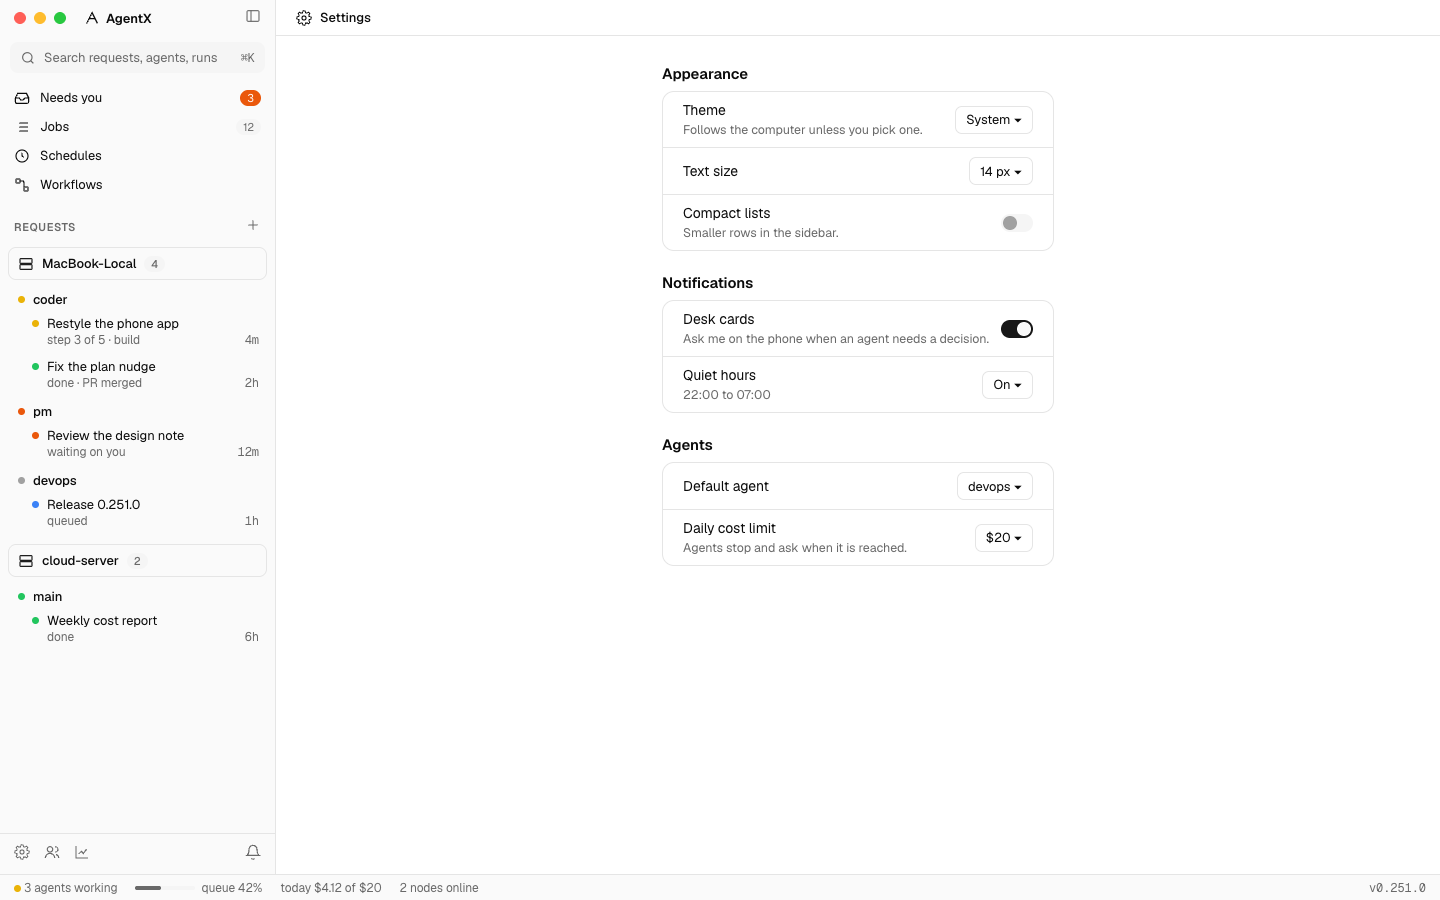 AgentX
Search requests, agents, runs ⌘K
Needs you 3
Jobs 12
Schedules
Workflows
REQUESTS
MacBook-Local 4
coder
Restyle the phone app
step 3 of 5 · build 4m
Fix the plan nudge
done · PR merged 2h
pm
Review the design note
waiting on you 12m
devops
Release 0.251.0
queued 1h
cloud-server 2
main
Weekly cost report
done 6h
Settings
Appearance
Theme
Follows the computer unless you pick one.
System
Text size
14 px
Compact lists
Smaller rows in the sidebar.
Notifications
Desk cards
Ask me on the phone when an agent needs a decision.
Quiet hours
22:00 to 07:00
On
Agents
Default agent
devops
Daily cost limit
Agents stop and ask when it is reached.
$20
3 agents working queue 42% today $4.12 of $20 2 nodes online v0.251.0